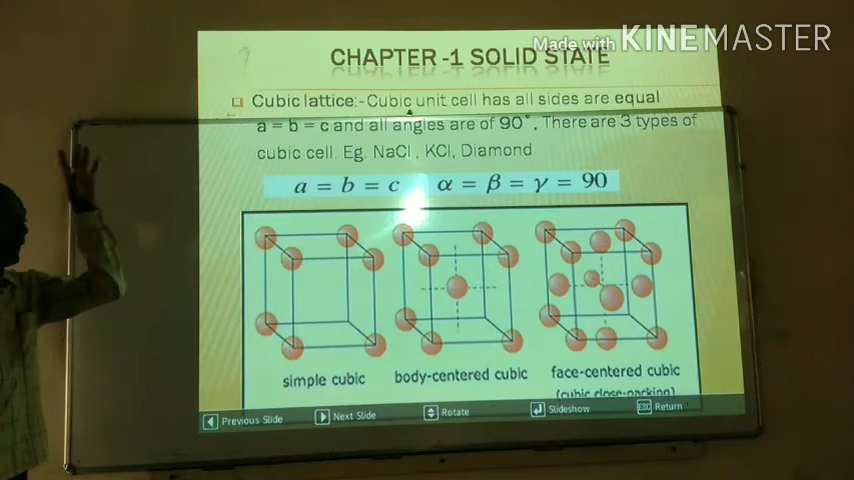 Made with KINEMASTER
CHAPTER -1 SOLID STATE
Cubic lattice:- Cubic unit cell has all sides are equal
a = b = c and all angles are of 90°. There are 3 types of
cubic cell. Eg. NaCl , KCl, Diamond
a = b = c α = β = γ = 90
simple cubic
body-centered cubic
face-centered cubic
(cubic close-packing)
Previous Slide
Next Slide
Rotate
Slideshow
ESC Return